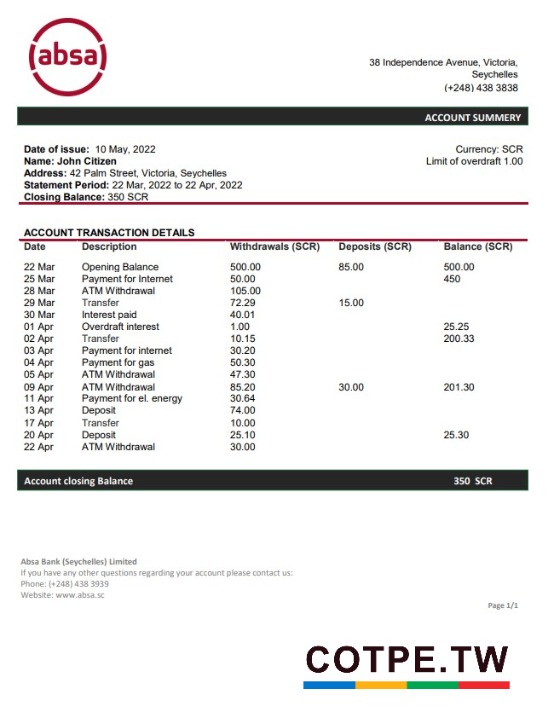 absa
38 Independence Avenue, Victoria,
Seychelles
(+248) 438 3838
ACCOUNT SUMMERY
Date of issue: 10 May, 2022
Currency: SCR
Name: John Citizen
Limit of overdraft 1.00
Address: 42 Palm Street, Victoria, Seychelles
Statement Period: 22 Mar, 2022 to 22 Apr, 2022
Closing Balance: 350 SCR
ACCOUNT TRANSACTION DETAILS
Date Description Withdrawals (SCR) Deposits (SCR) Balance (SCR)
22 Mar Opening Balance 500.00 85.00 500.00
25 Mar Payment for Internet 50.00 450
28 Mar ATM Withdrawal 105.00
29 Mar Transfer 72.29 15.00
30 Mar Interest paid 40.01
01 Apr Overdraft interest 1.00 25.25
02 Apr Transfer 10.15 200.33
03 Apr Payment for internet 30.20
04 Apr Payment for gas 50.30
05 Apr ATM Withdrawal 47.30
09 Apr ATM Withdrawal 85.20 30.00 201.30
11 Apr Payment for el. energy 30.64
13 Apr Deposit 74.00
17 Apr Transfer 10.00
20 Apr Deposit 25.10 25.30
22 Apr ATM Withdrawal 30.00
Account closing Balance 350 SCR
Absa Bank (Seychelles) Limited
If you have any other questions regarding your account please contact us:
Phone: (+248) 438 3939
Website: www.absa.sc
Page 1/1
COTPE.TW